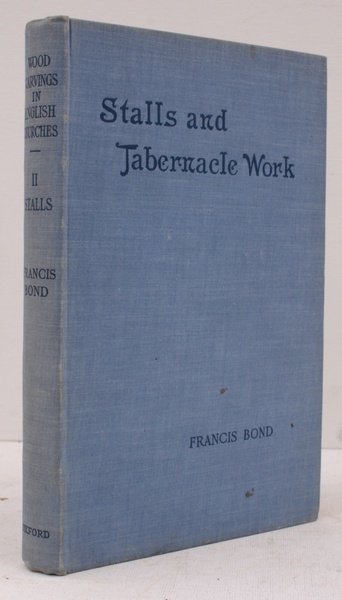 WOOD
CARVINGS
IN
ENGLISH
CHURCHES
II
STALLS
FRANCIS
BOND
OXFORD
Stalls and
Tabernacle Work
FRANCIS BOND